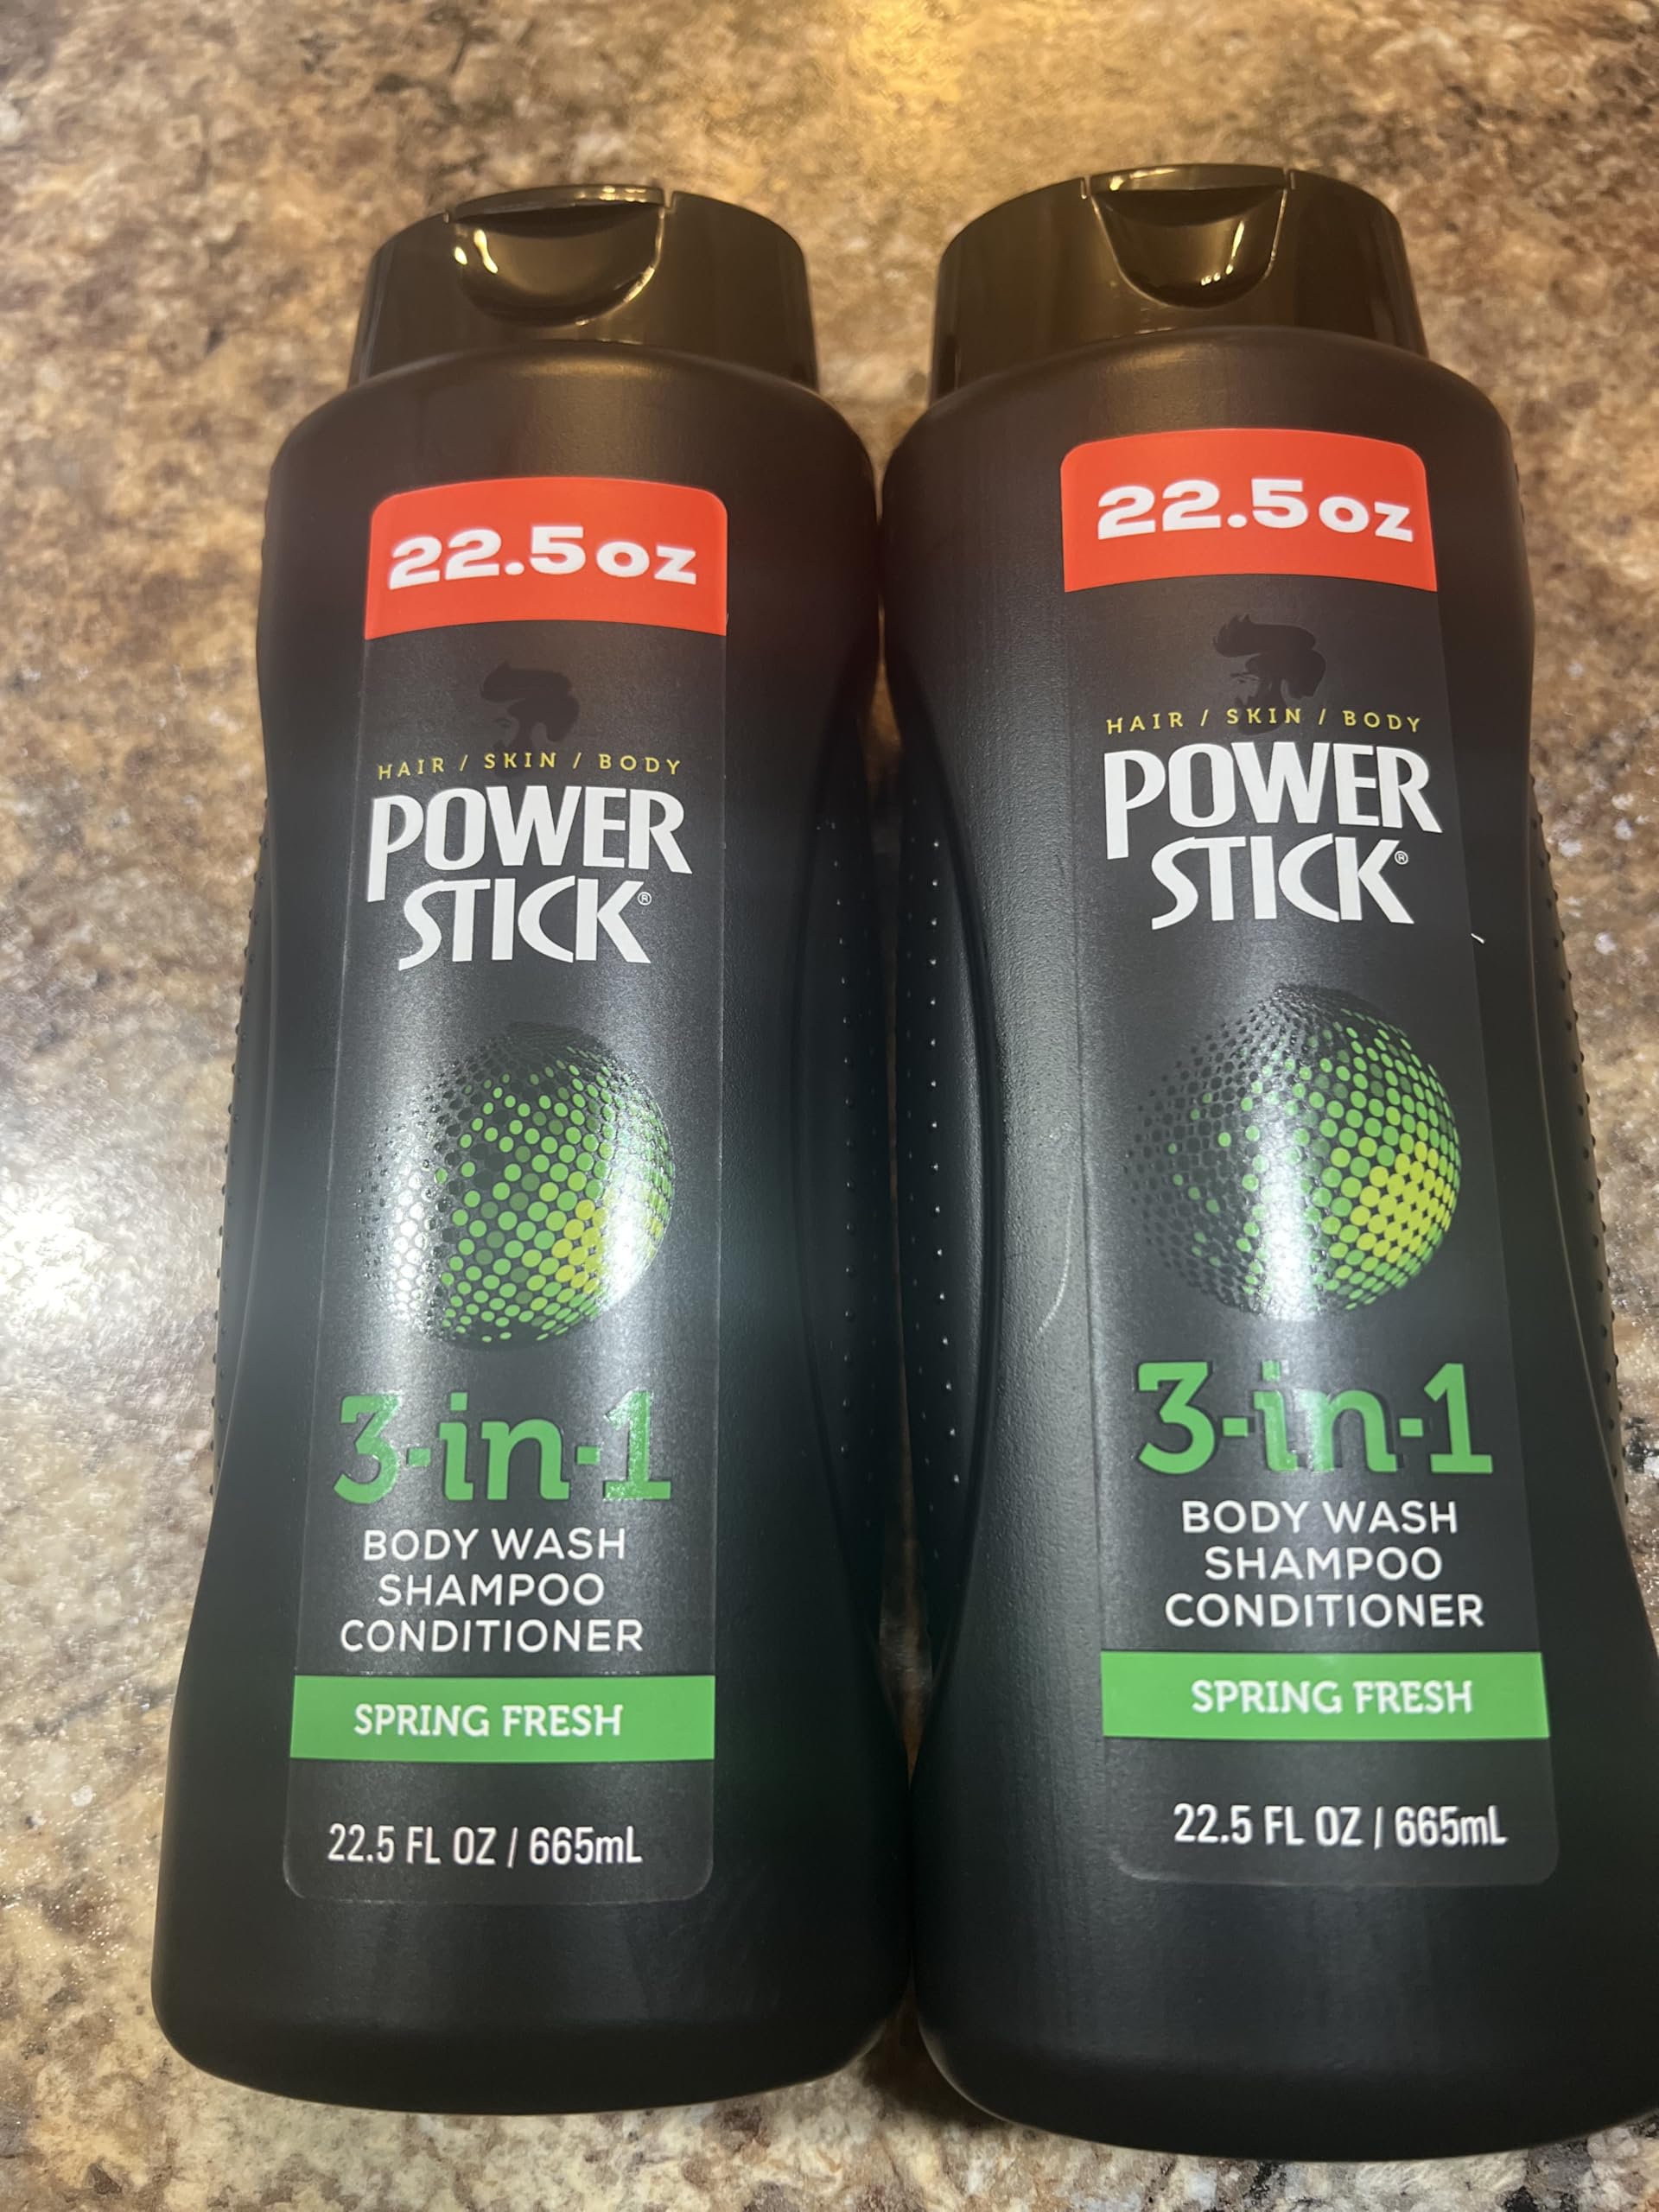 22.5oz
HAIR / SKIN / BODY
POWER
STICK®
3-in-1
BODY WASH
SHAMPOO
CONDITIONER
SPRING FRESH
22.5 FL OZ / 665mL
22.5oz
HAIR / SKIN / BODY
POWER
STICK®
3-in-1
BODY WASH
SHAMPOO
CONDITIONER
SPRING FRESH
22.5 FL OZ / 665mL